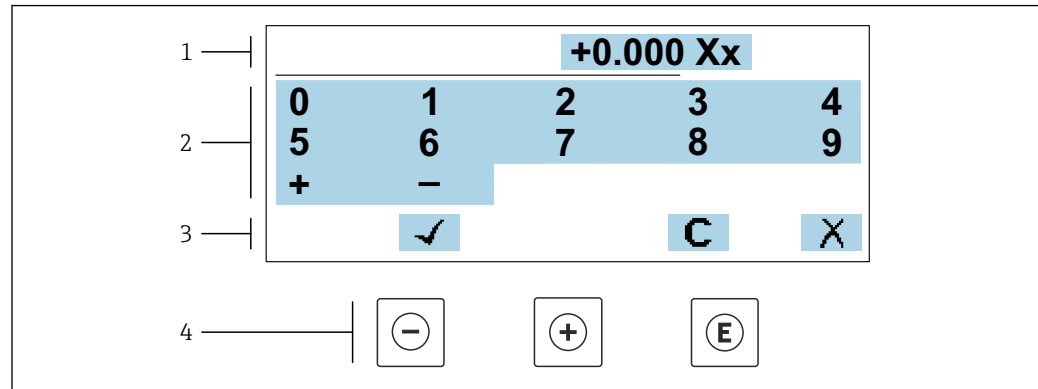 1 +0.000 Xx
2 0 1 2 3 4
5 6 7 8 9
+ −
3 ✓ C X
4 − + E